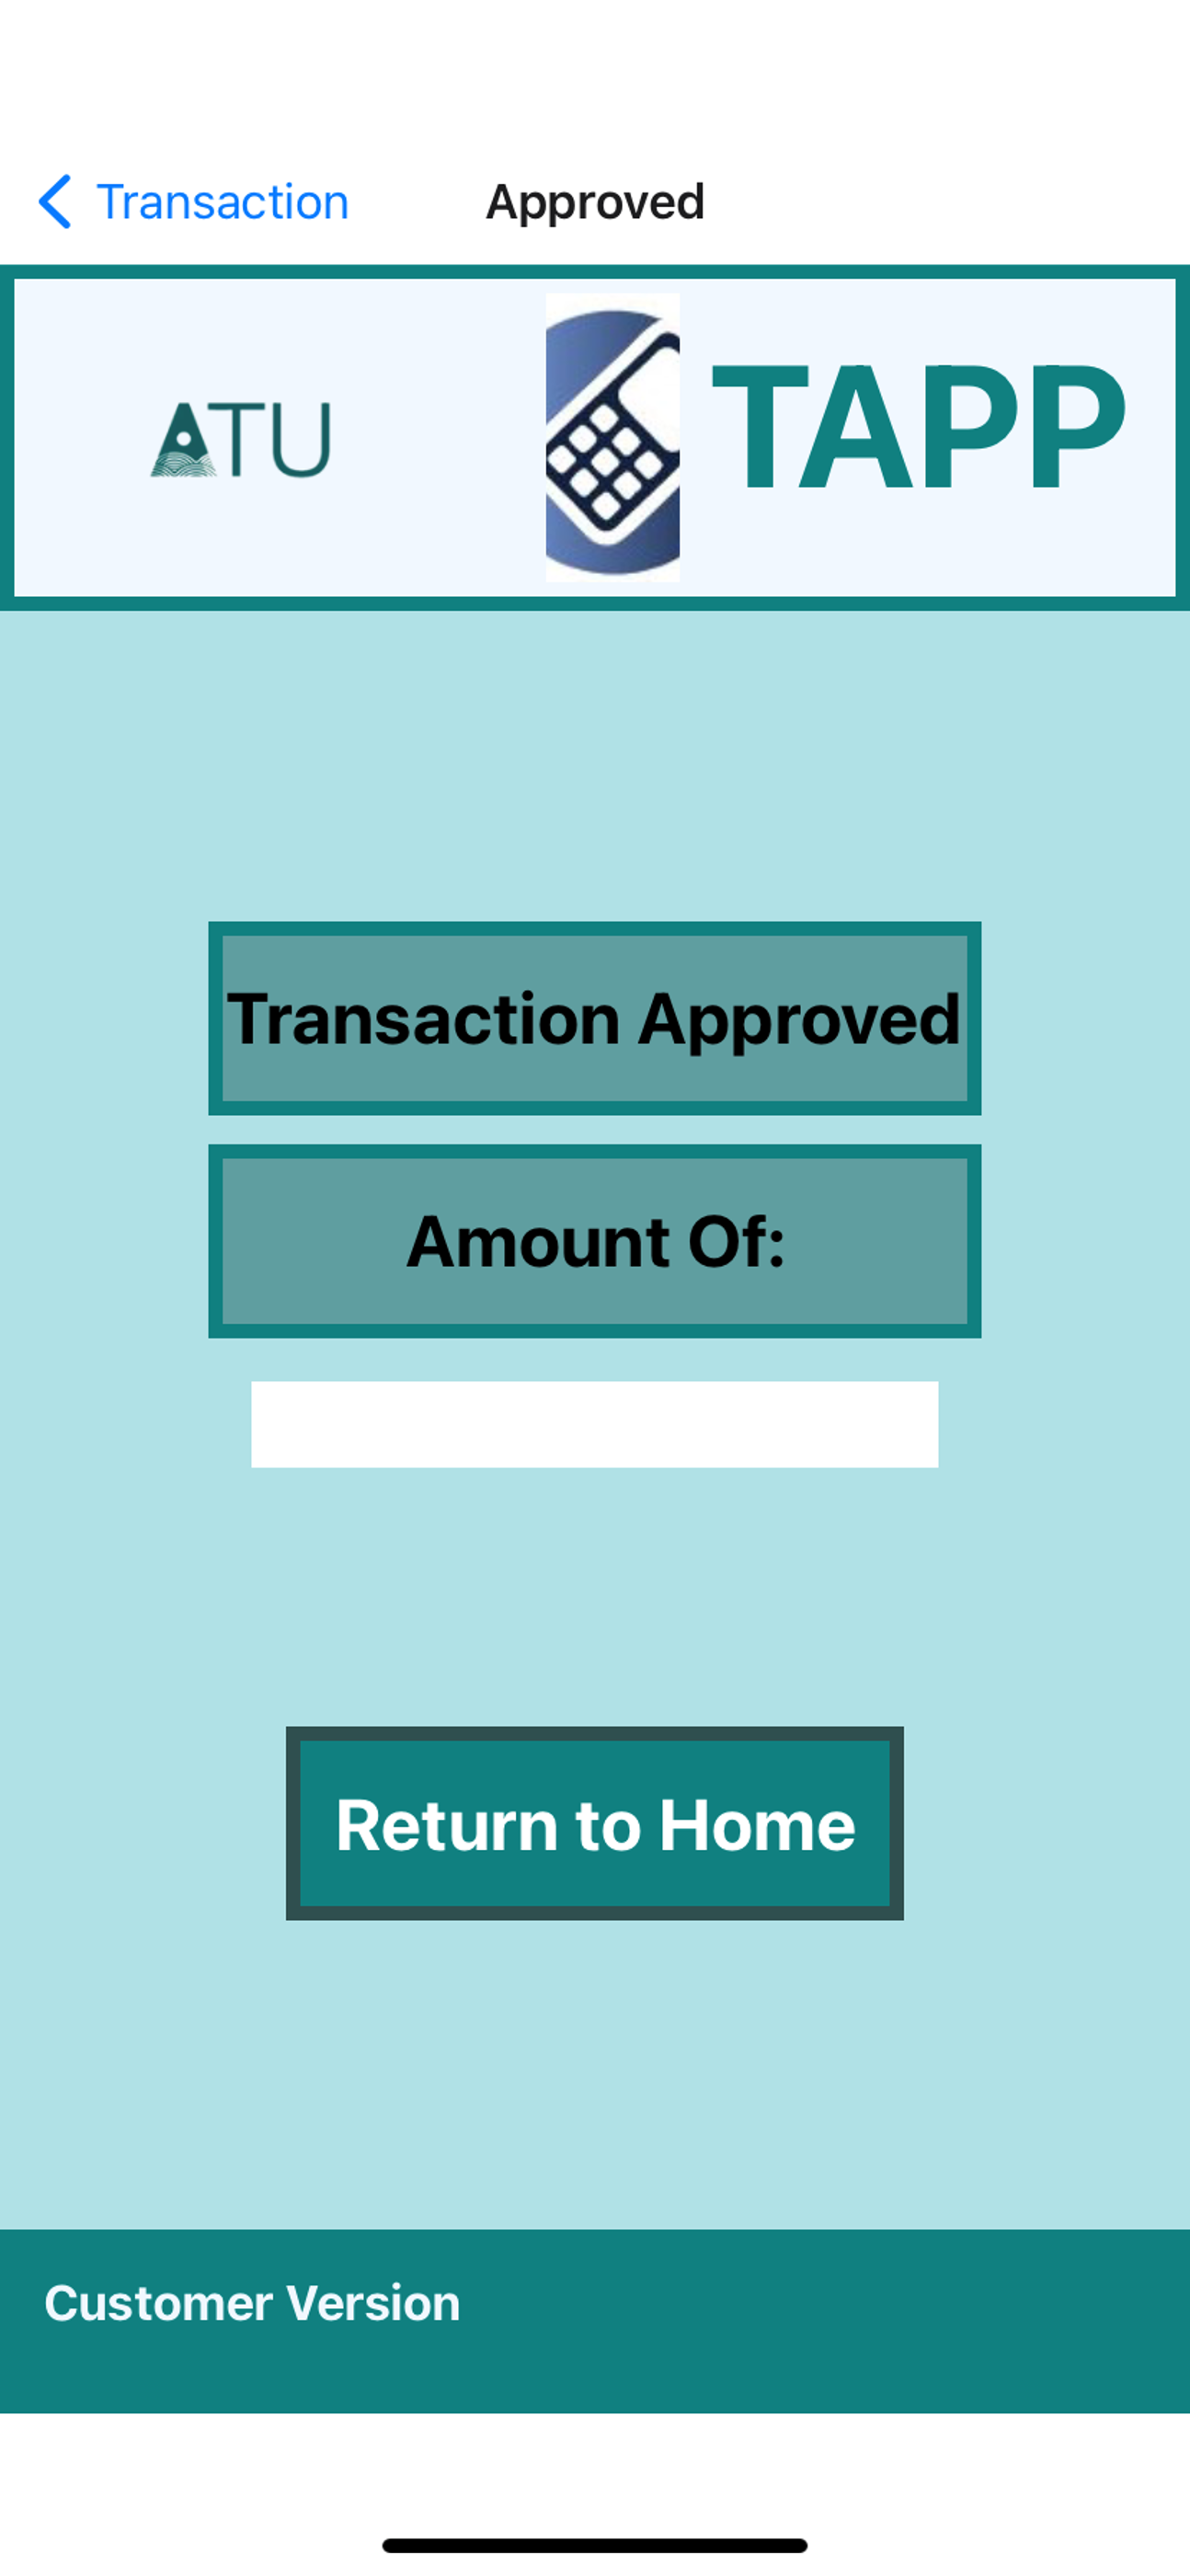 Transaction
Approved
ATU
TAPP
Transaction Approved
Amount Of:
Return to Home
Customer Version